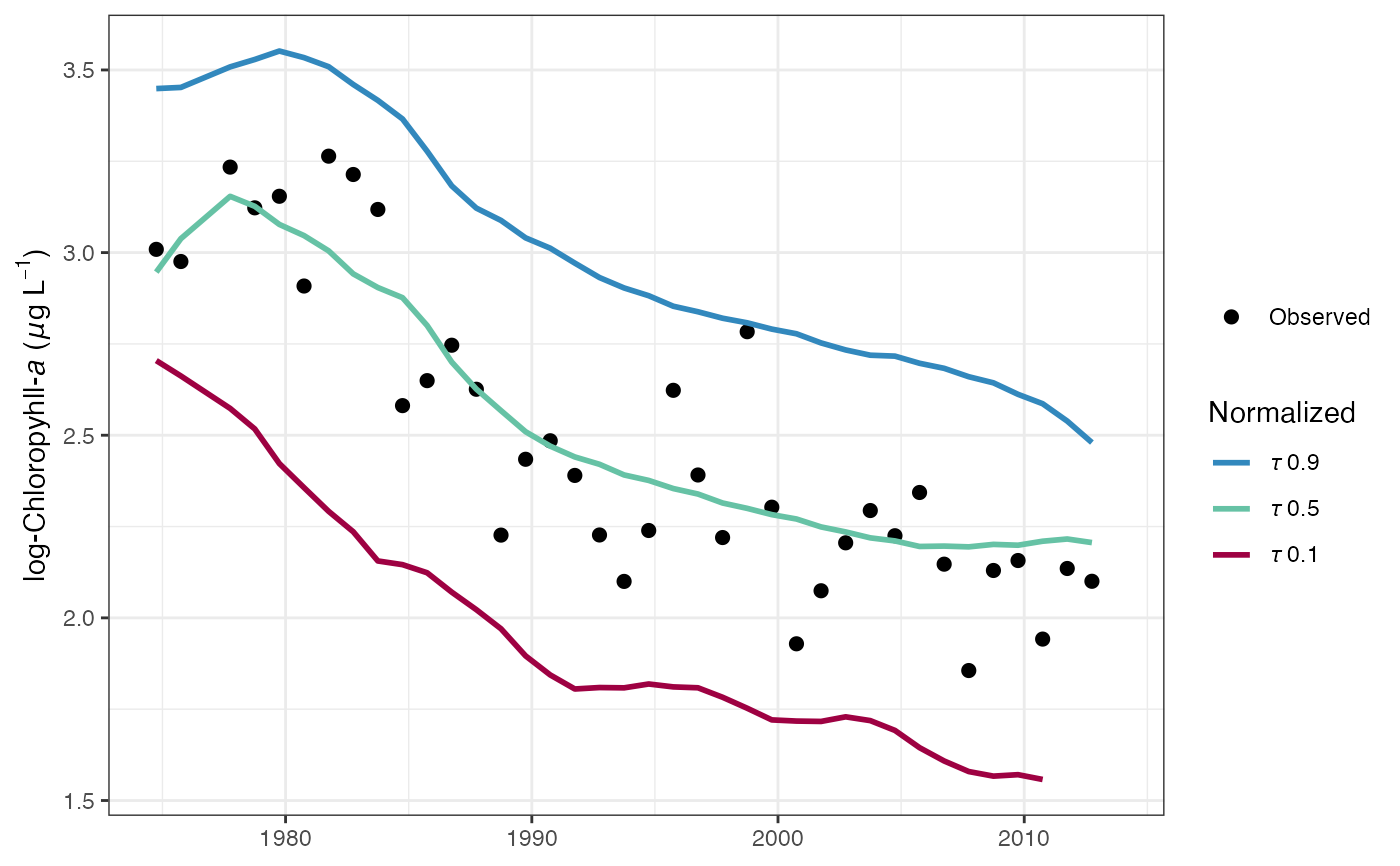 3.5
3.0
2.5
2.0
1.5
log-Chloropyhll-a (μg L⁻¹)
1980 1990 2000 2010
Observed
Normalized
τ 0.9
τ 0.5
τ 0.1